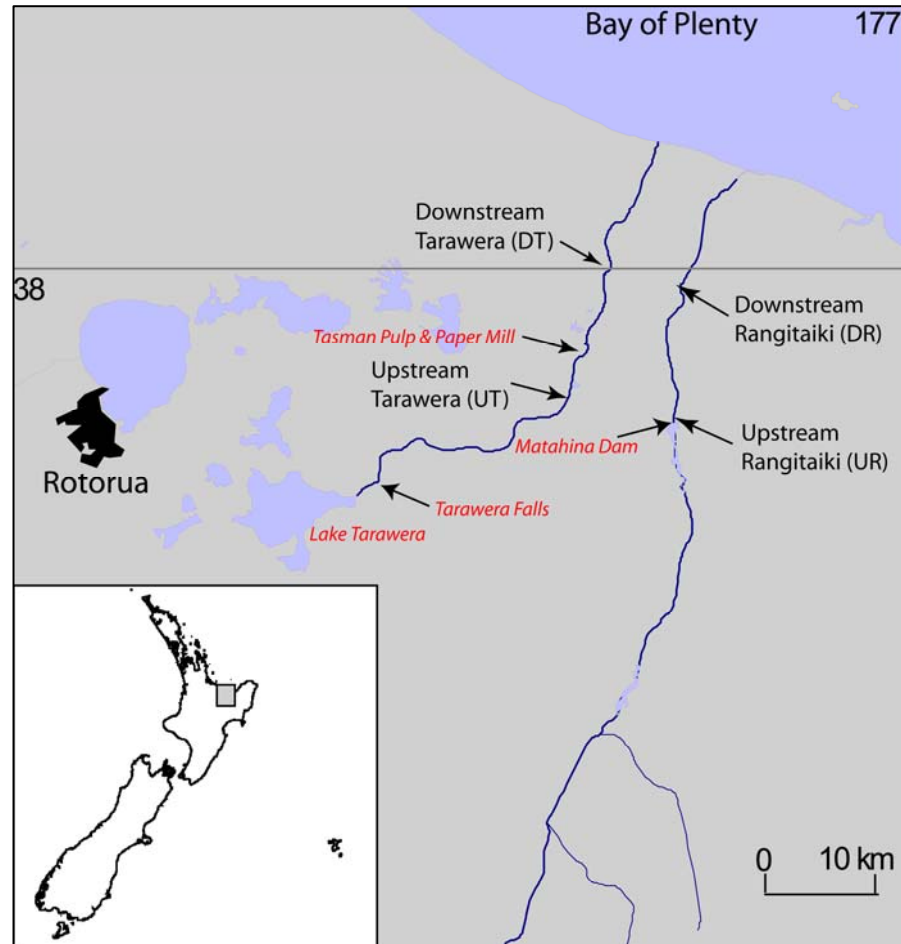 Bay of Plenty
177
Downstream
Tarawera (DT)
38
Downstream
Rangitaiki (DR)
Tasman Pulp & Paper Mill
Upstream
Tarawera (UT)
Matahina Dam
Upstream
Rangitaiki (UR)
Rotorua
Tarawera Falls
Lake Tarawera
0 10 km